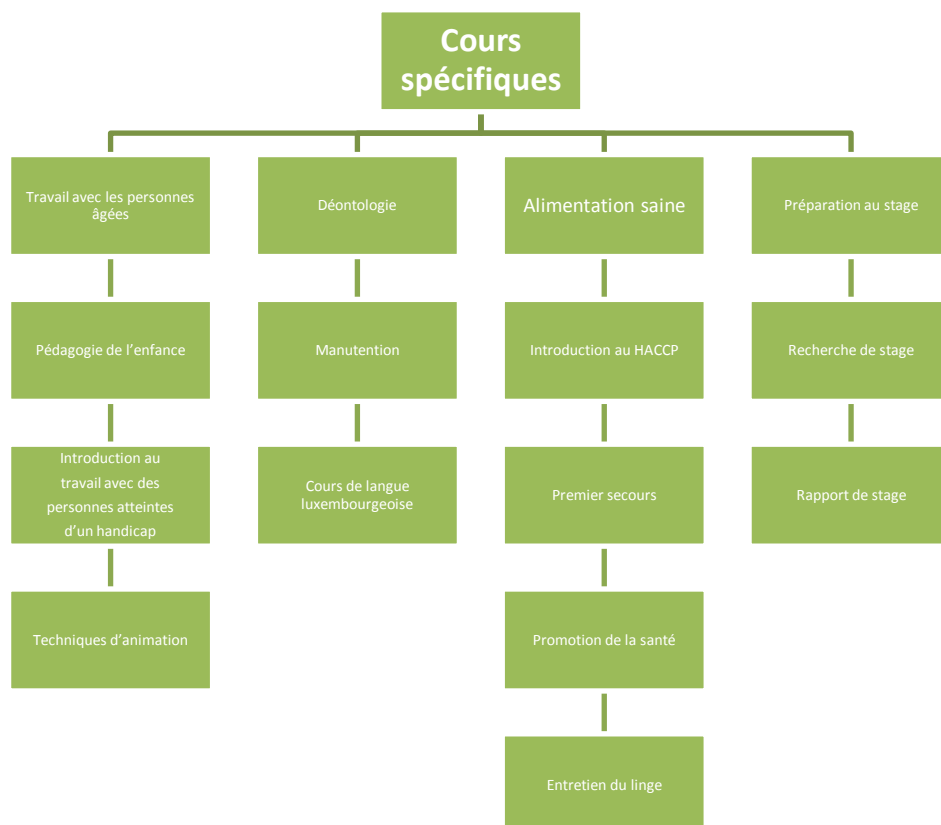 Cours
spécifiques
Travail avec les personnes
âgées
Déontologie
Alimentation saine
Préparation au stage
Pédagogie de l'enfance
Manutention
Introduction au HACCP
Recherche de stage
Introduction au
travail avec des
personnes atteintes
d'un handicap
Cours de langue
luxembourgeoise
Premier secours
Rapport de stage
Techniques d'animation
Promotion de la santé
Entretien du linge